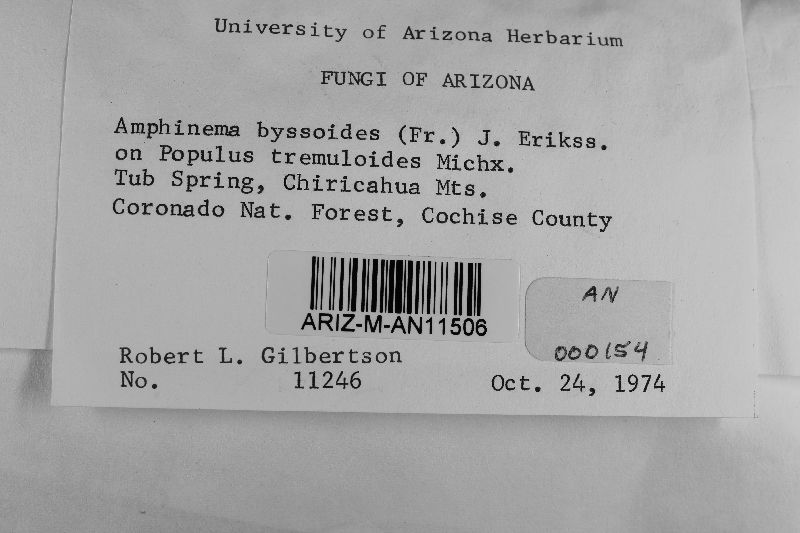 University of Arizona Herbarium
FUNGI OF ARIZONA
Amphinema byssoides (Fr.) J. Erikss.
on Populus tremuloides Michx.
Tub Spring, Chiricahua Mts.
Coronado Nat. Forest, Cochise County
ARIZ-M-AN11506
AN
000154
Robert L. Gilbertson
No. 11246 Oct. 24, 1974